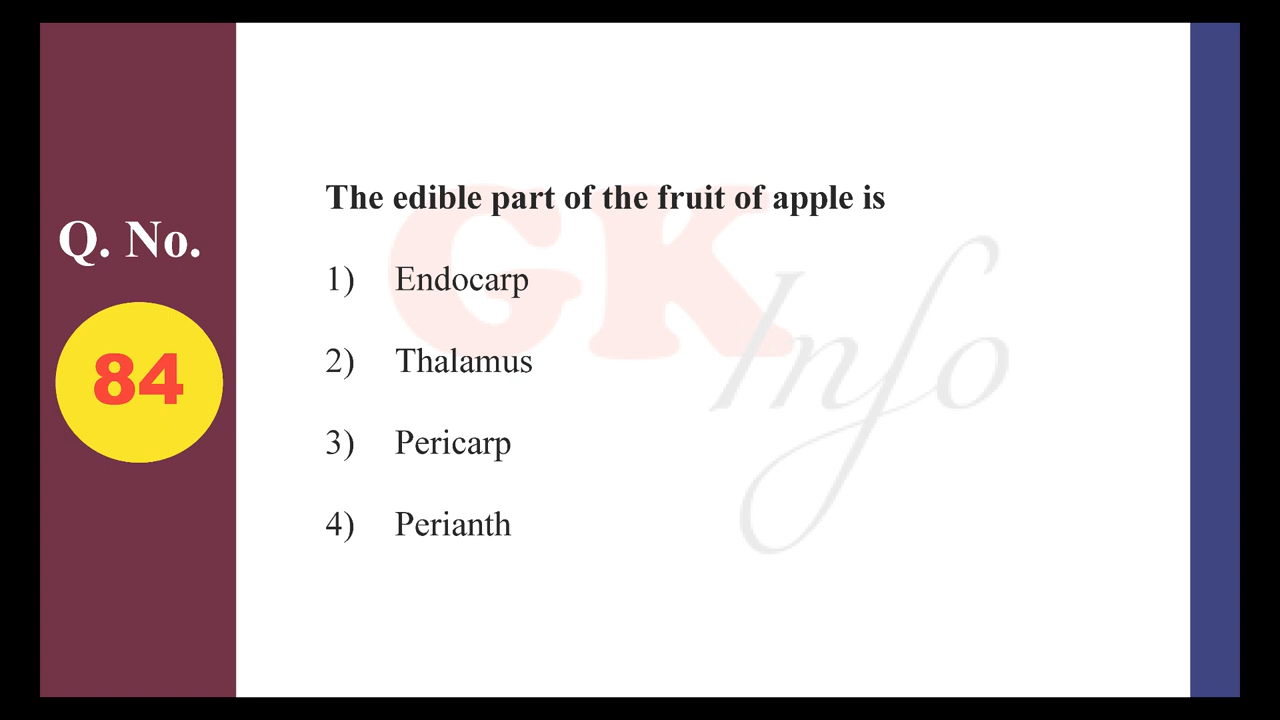 Q. No.
84
The edible part of the fruit of apple is
1) Endocarp
2) Thalamus
3) Pericarp
4) Perianth
GK
Info